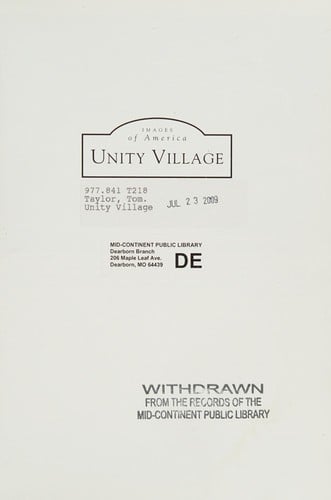 IMAGES
of America
UNITY VILLAGE
977.841 T218
Taylor, Tom.
Unity Village
JUL 23 2009
MID-CONTINENT PUBLIC LIBRARY
Dearborn Branch
206 Maple Leaf Ave.
Dearborn, MO 64439
DE
WITHDRAWN
FROM THE RECORDS OF THE
MID-CONTINENT PUBLIC LIBRARY